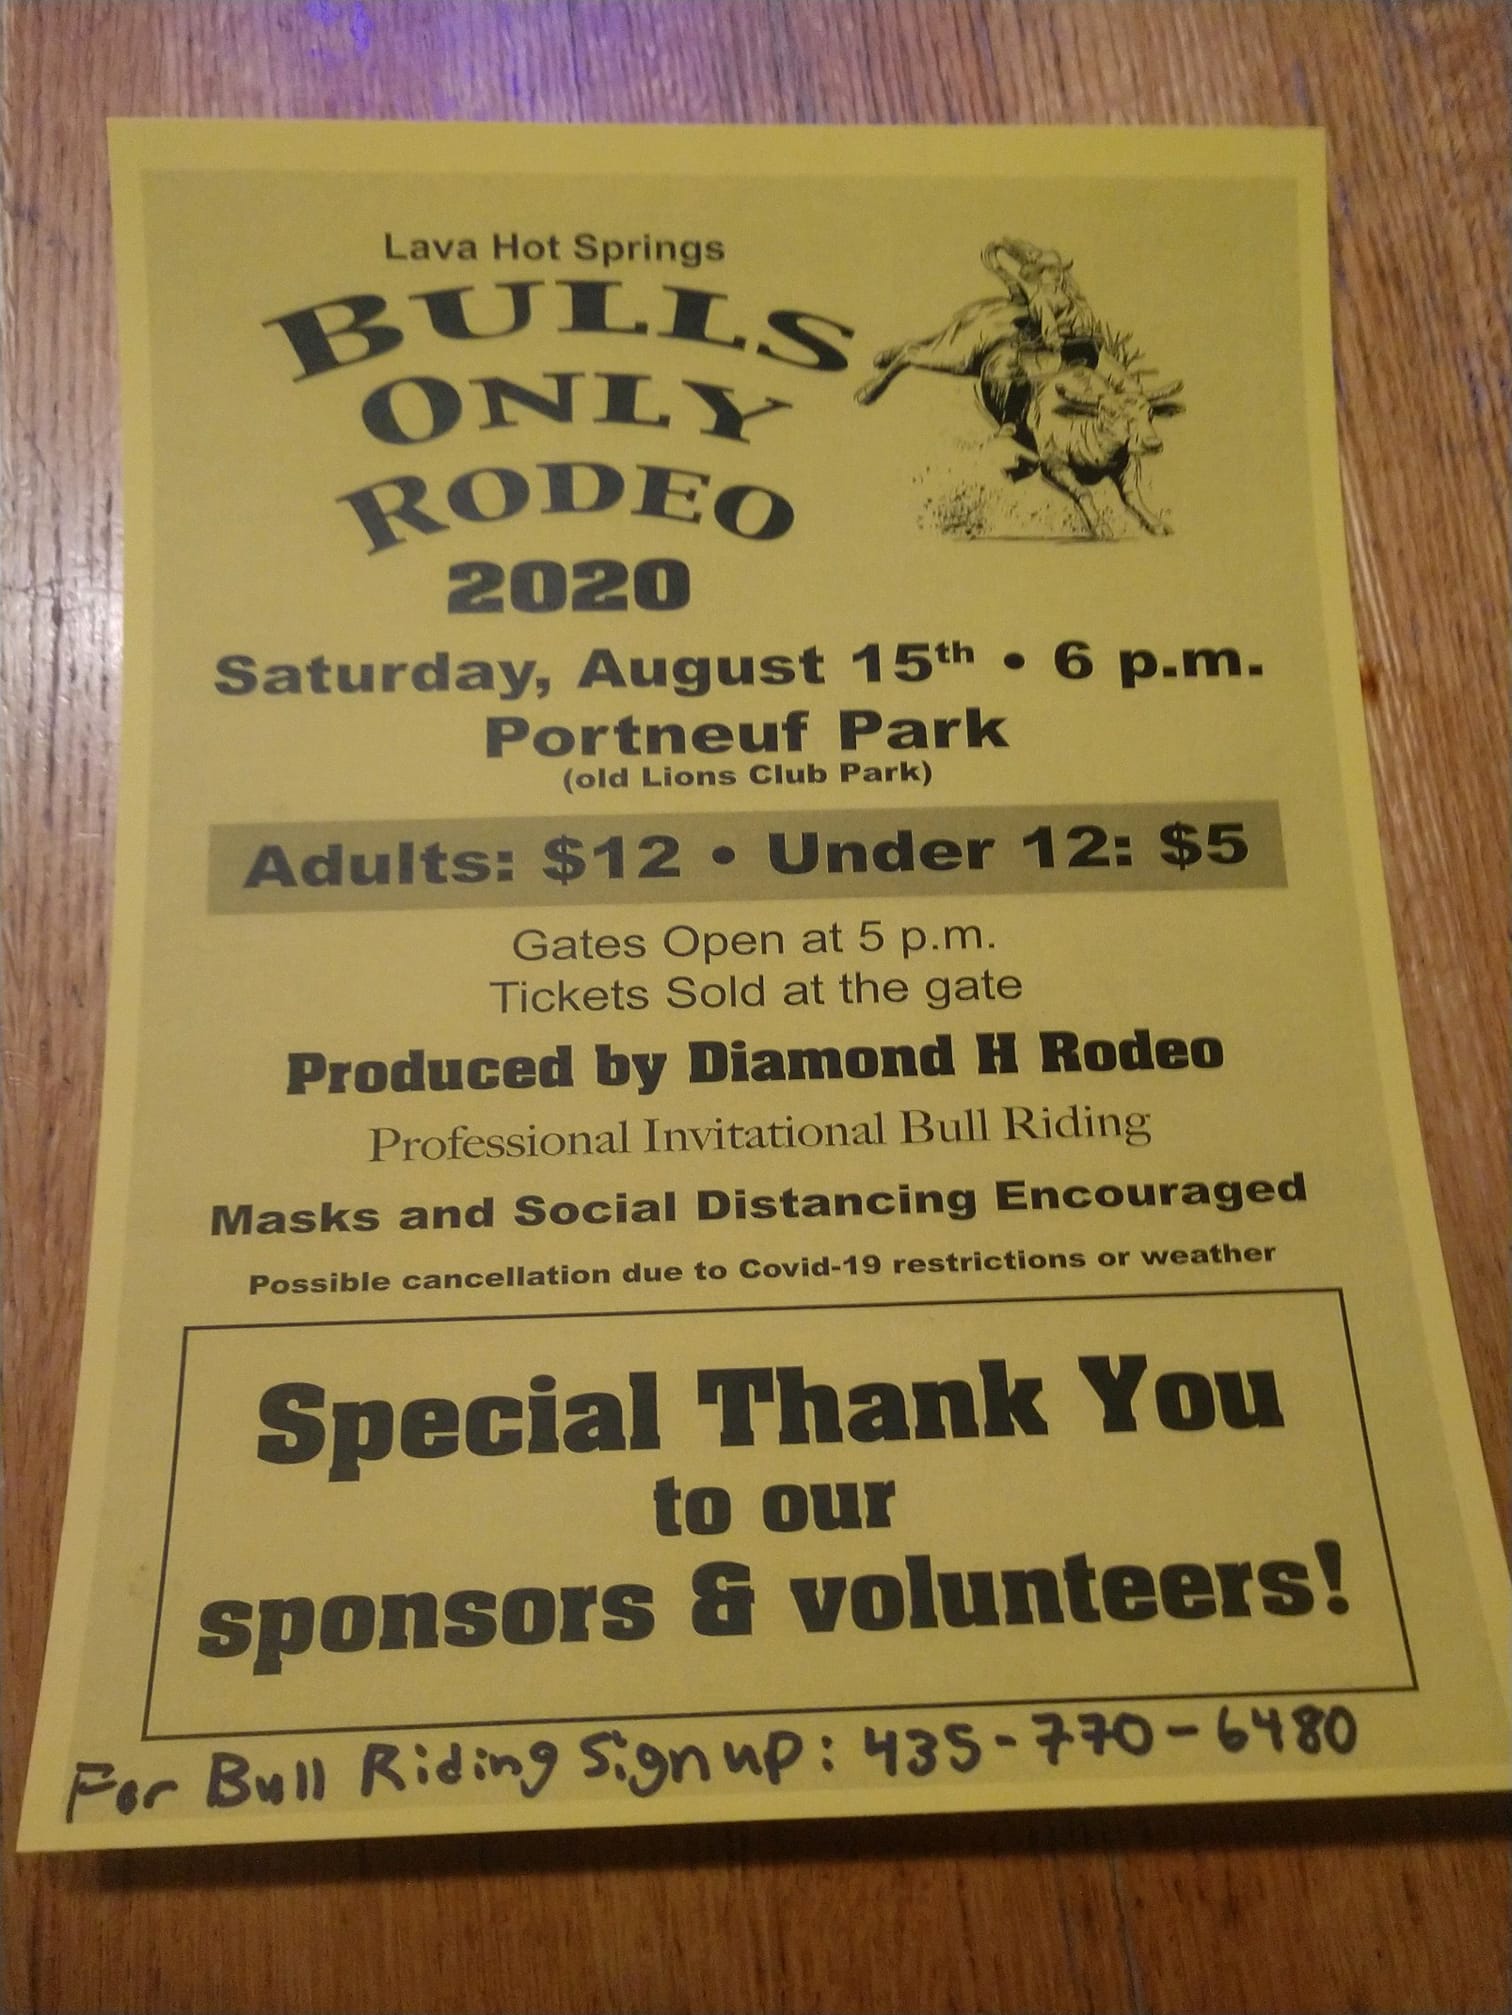 Lava Hot Springs
BULLS
ONLY
RODEO
2020
Saturday, August 15th • 6 p.m.
Portneuf Park
(old Lions Club Park)
Adults: $12 • Under 12: $5
Gates Open at 5 p.m.
Tickets Sold at the gate
Produced by Diamond H Rodeo
Professional Invitational Bull Riding
Masks and Social Distancing Encouraged
Possible cancellation due to Covid-19 restrictions or weather
Special Thank You
to our
sponsors & volunteers!
For Bull Riding Sign up: 435-770-6480